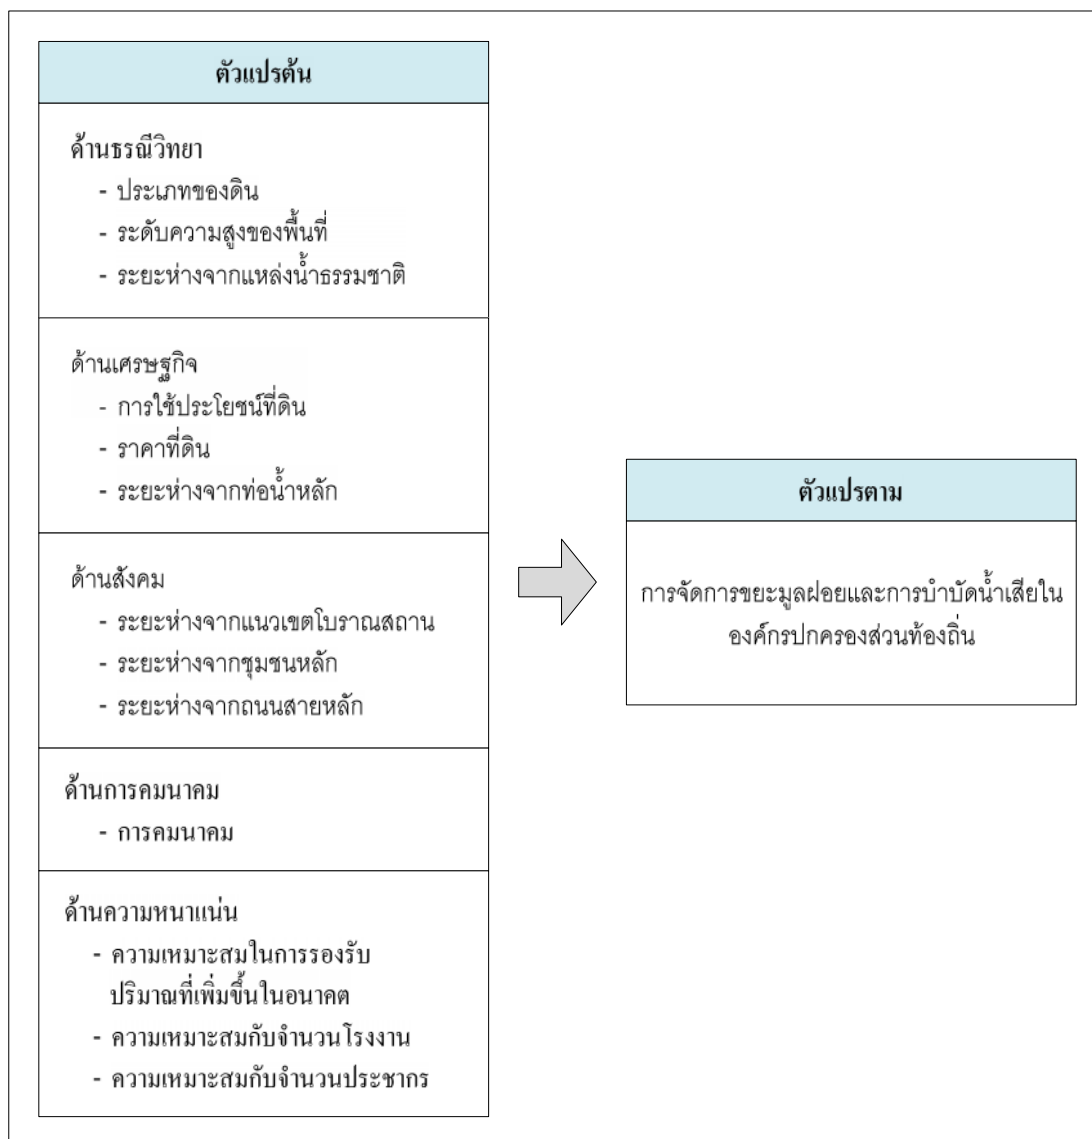 ตัวแปรต้น
ด้านธรณีวิทยา
- ประเภทของดิน
- ระดับความสูงของพื้นที่
- ระยะห่างจากแหล่งน้ำธรรมชาติ
ด้านเศรษฐกิจ
- การใช้ประโยชน์ที่ดิน
- ราคาที่ดิน
- ระยะห่างจากท่อน้ำหลัก
ด้านสังคม
- ระยะห่างจากแนวเขตโบราณสถาน
- ระยะห่างจากชุมชนหลัก
- ระยะห่างจากถนนสายหลัก
ด้านการคมนาคม
- การคมนาคม
ด้านความหนาแน่น
- ความเหมาะสมในการรองรับ
ปริมาณที่เพิ่มขึ้นในอนาคต
- ความเหมาะสมกับจำนวนโรงงาน
- ความเหมาะสมกับจำนวนประชากร
ตัวแปรตาม
การจัดการขยะมูลฝอยและการบำบัดน้ำเสียใน
องค์กรปกครองส่วนท้องถิ่น